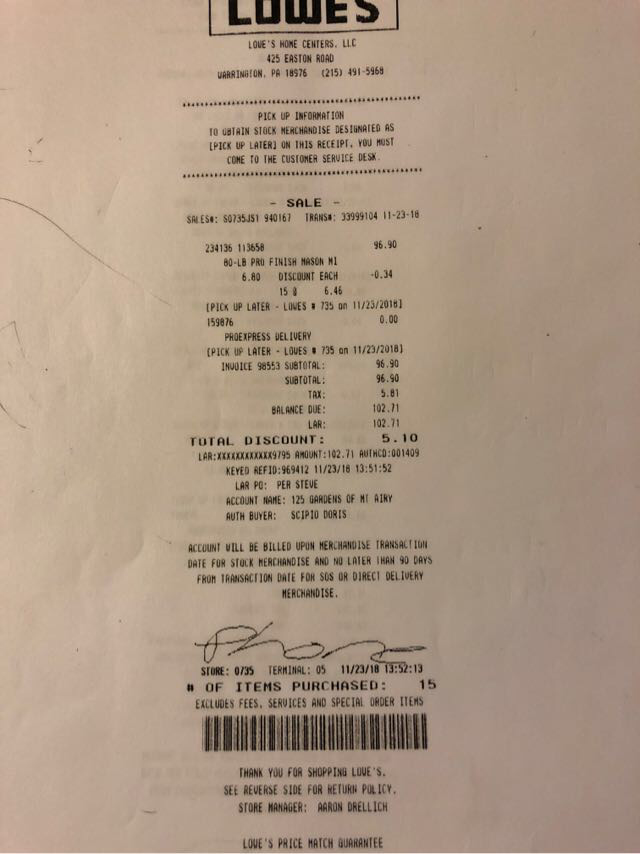 LOWE'S
LOWE'S HOME CENTERS, LLC
425 EASTON ROAD
WARRINGTON, PA 18976 (215) 491-5968
PICK UP INFORMATION
TO OBTAIN STOCK MERCHANDISE DESIGNATED AS
[PICK UP LATER] ON THIS RECEIPT, YOU MUST
COME TO THE CUSTOMER SERVICE DESK.
- SALE -
SALES#: S0735JS1 940167 TRANS#: 33999104 11-23-18
234136 113658 96.90
80-LB PRO FINISH MASON MI
6.80 DISCOUNT EACH -0.34
15 @ 6.46
[PICK UP LATER - LOWES # 735 on 11/23/2018]
159876 0.00
PROEXPRESS DELIVERY
[PICK UP LATER - LOWES # 735 on 11/23/2018]
INVOICE 98553 SUBTOTAL: 96.90
SUBTOTAL: 96.90
TAX: 5.81
BALANCE DUE: 102.71
LAR: 102.71
TOTAL DISCOUNT: 5.10
LAR:XXXXXXXXXXXX9795 AMOUNT:102.71 AUTHCD:001409
KEYED REFID:969412 11/23/18 13:51:52
LAR PO: PER STEVE
ACCOUNT NAME: 125 GARDENS OF MT AIRY
AUTH BUYER: SCIPIO DORIS
ACCOUNT WILL BE BILLED UPON MERCHANDISE TRANSACTION
DATE FOR STOCK MERCHANDISE AND NO LATER THAN 90 DAYS
FROM TRANSACTION DATE FOR SOS OR DIRECT DELIVERY
MERCHANDISE.
STORE: 0735 TERMINAL: 05 11/23/18 13:52:13
# OF ITEMS PURCHASED: 15
EXCLUDES FEES, SERVICES AND SPECIAL ORDER ITEMS
THANK YOU FOR SHOPPING LOWE'S.
SEE REVERSE SIDE FOR RETURN POLICY.
STORE MANAGER: AARON DRELLICH
LOWE'S PRICE MATCH GUARANTEE